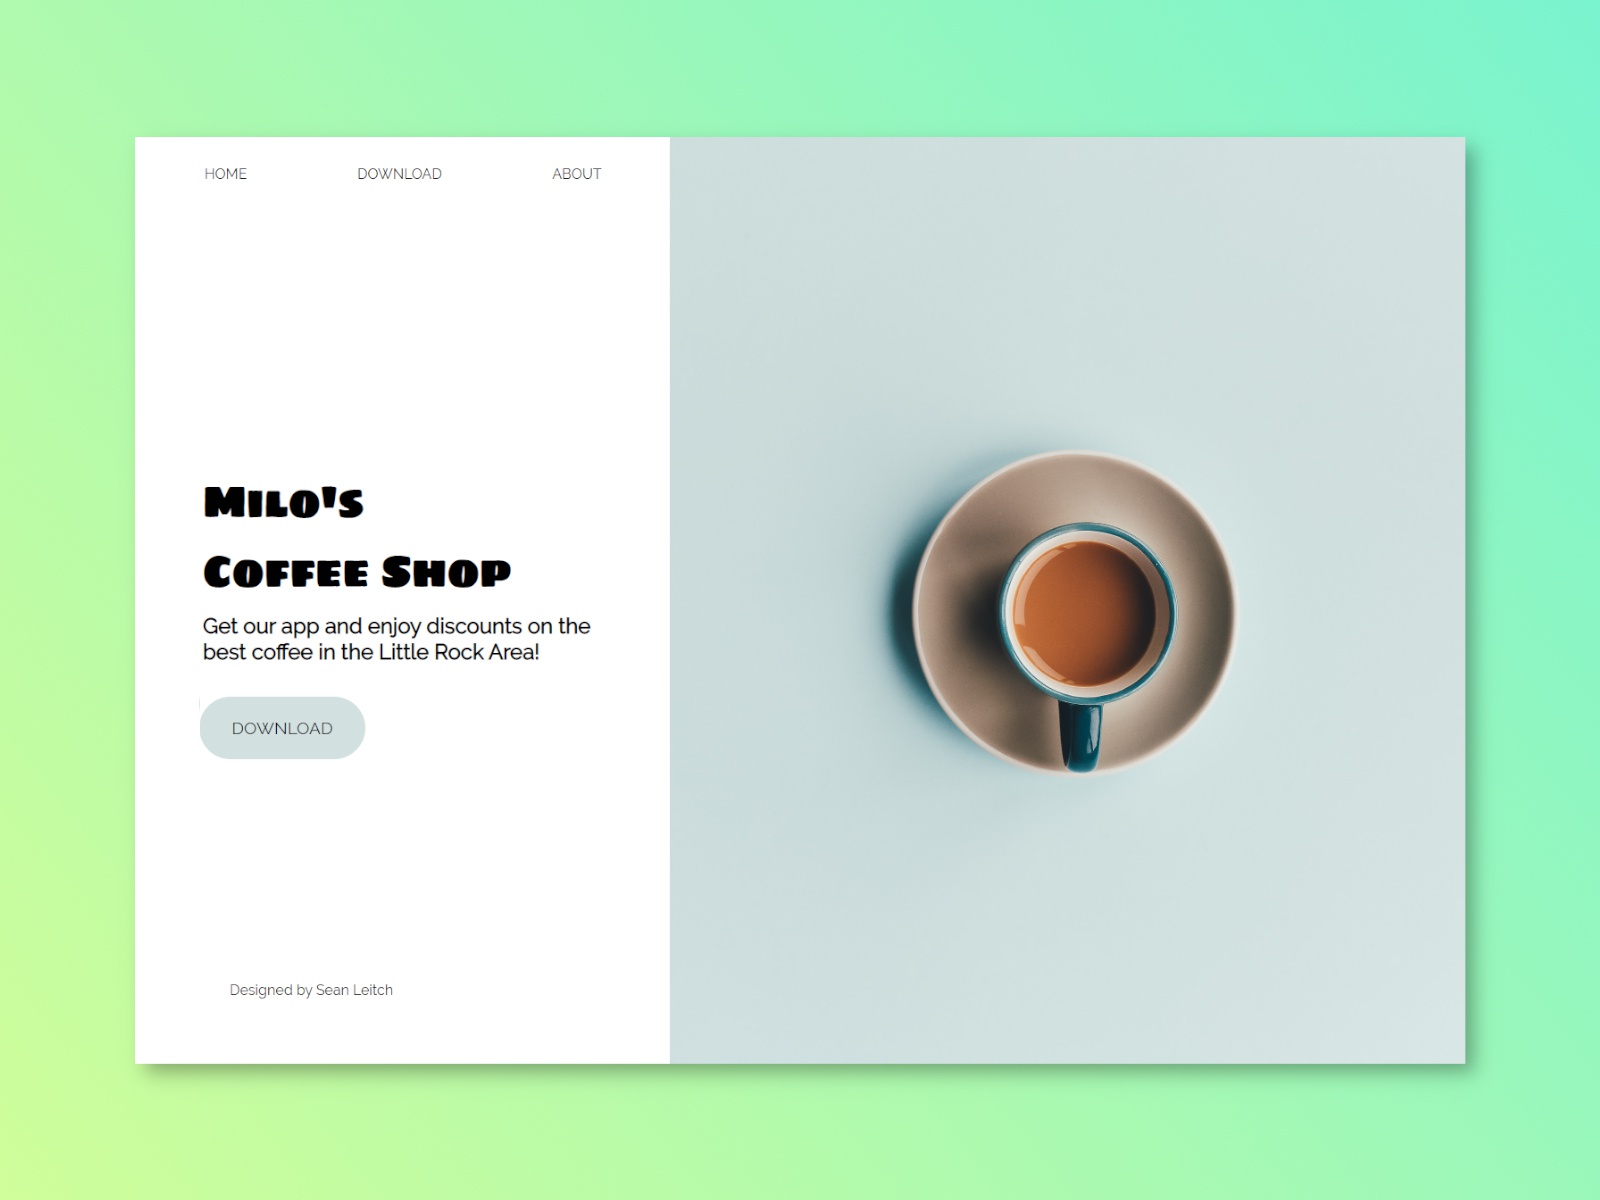 HOME DOWNLOAD ABOUT
Milo's
Coffee Shop
Get our app and enjoy discounts on the
best coffee in the Little Rock Area!
DOWNLOAD
Designed by Sean Leitch